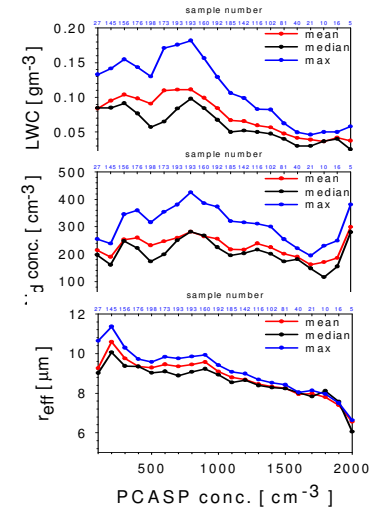 sample number
27 145 156 176 198 173 193 193 160 192 185 142 116 102 81 40 21 10 16 5
0.20
0.15
0.10
0.05
LWC [ gm-3 ]
mean
median
max
sample number
27 145 156 176 198 173 193 193 160 192 185 142 116 102 81 40 21 10 16 5
500
400
300
200
100
d conc. [ cm-3 ]
mean
median
max
sample number
27 145 156 176 198 173 193 193 160 192 185 142 116 102 81 40 21 10 16 5
12
10
8
6
reff [ µm ]
mean
median
max
500 1000 1500 2000
PCASP conc. [ cm-3 ]